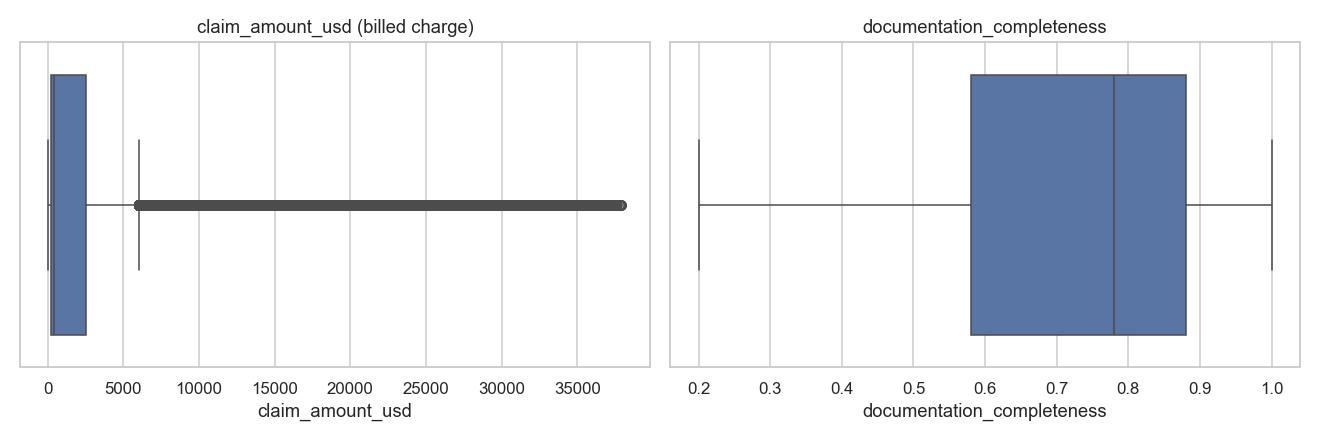 claim_amount_usd (billed charge)
0 5000 10000 15000 20000 25000 30000 35000
claim_amount_usd
documentation_completeness
0.2 0.3 0.4 0.5 0.6 0.7 0.8 0.9 1.0
documentation_completeness